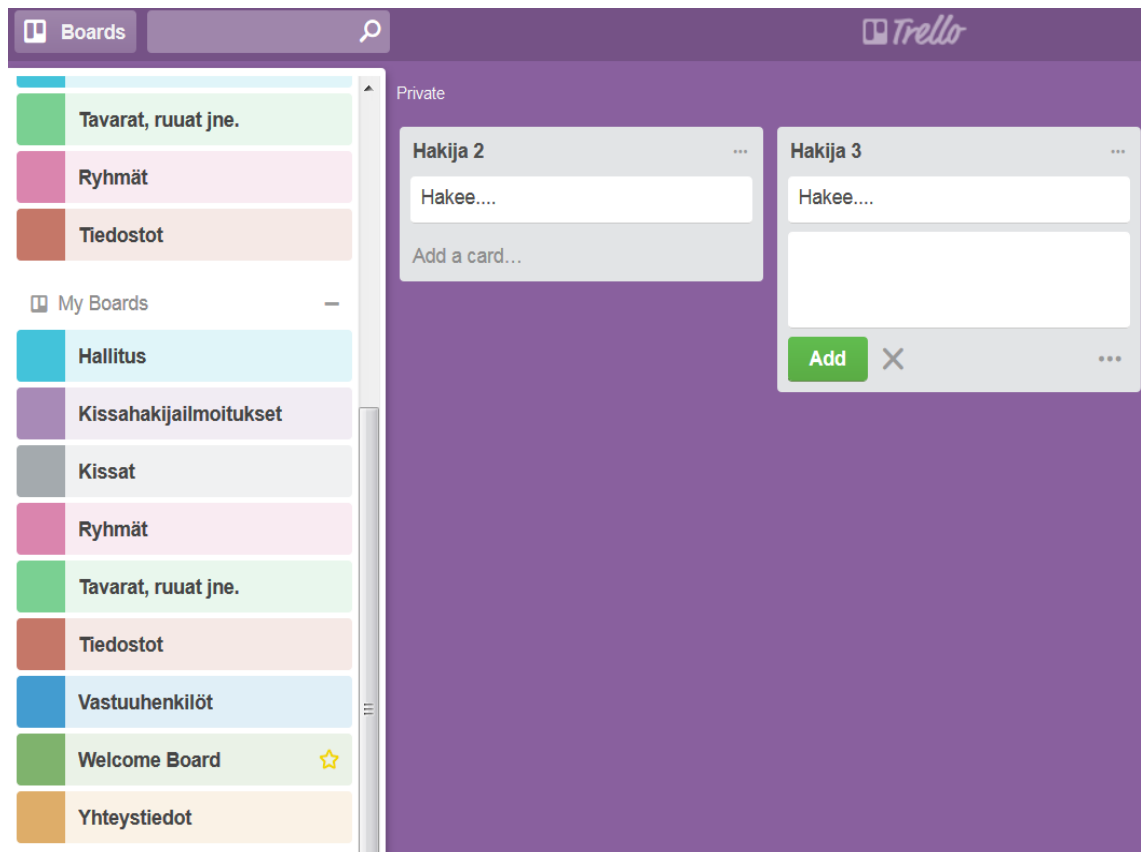 Boards
Trello
Tavarat, ruuat jne.
Ryhmät
Tiedostot
My Boards
Hallitus
Kissahakijailmoitukset
Kissat
Ryhmät
Tavarat, ruuat jne.
Tiedostot
Vastuuhenkilöt
Welcome Board
Yhteystiedot
Private
Hakija 2
Hakee....
Add a card...
Hakija 3
Hakee....
Add